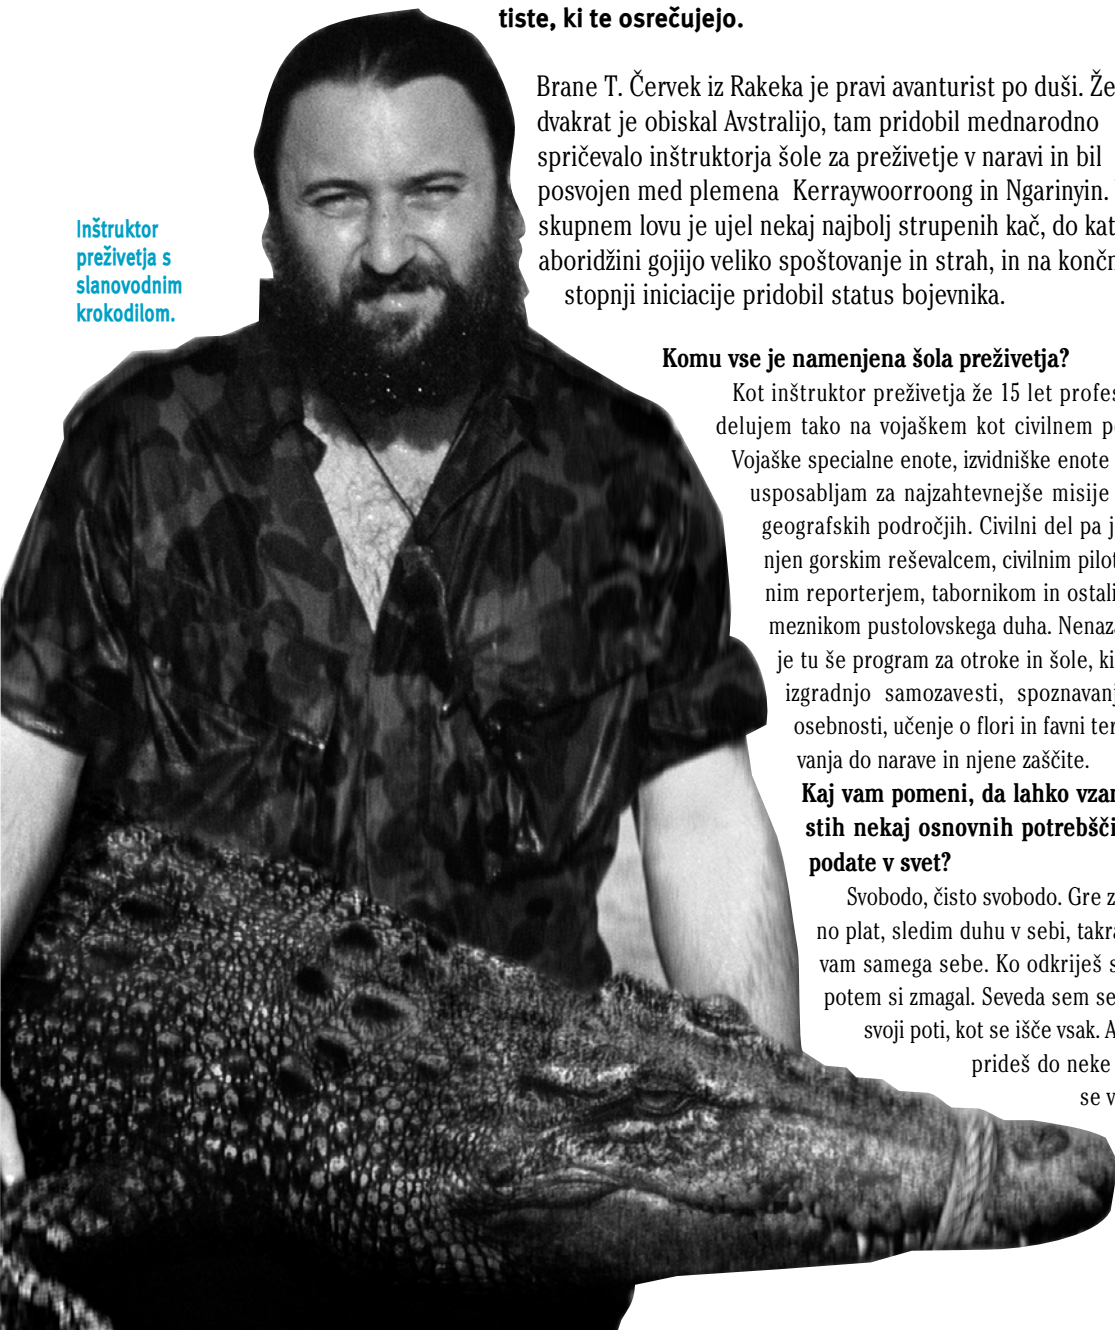 tiste, ki te osrečujejo.
Brane T. Červek iz Rakeka je pravi avanturist po duši. Že
dvakrat je obiskal Avstralijo, tam pridobil mednarodno
spričevalo inštruktorja šole za preživetje v naravi in bil
posvojen med plemena Kerraywoorroong in Ngarinyin.
skupnem lovu je ujel nekaj najbolj strupenih kač, do kat
aboridžini gojijo veliko spoštovanje in strah, in na končn
stopnji iniciacije pridobil status bojevnika.
Inštruktor
preživetja s
slanovodnim
krokodilom.
Komu vse je namenjena šola preživetja?
Kot inštruktor preživetja že 15 let profes
delujem tako na vojaškem kot civilnem p
Vojaške specialne enote, izvidniške enote
usposabljam za najzahtevnejše misije
geografskih področjih. Civilni del pa j
njen gorskim reševalcem, civilnim pilot
nim reporterjem, tabornikom in ostali
meznikom pustolovskega duha. Nenaza
je tu še program za otroke in šole, ki
izgradnjo samozavesti, spoznavanj
osebnosti, učenje o flori in favni ter
vanja do narave in njene zaščite.
Kaj vam pomeni, da lahko vzam
stih nekaj osnovnih potrebšči
podate v svet?
Svobodo, čisto svobodo. Gre z
no plat, sledim duhu v sebi, takra
vam samega sebe. Ko odkriješ s
potem si zmagal. Seveda sem se
svoji poti, kot se išče vsak. A
prideš do neke
se v